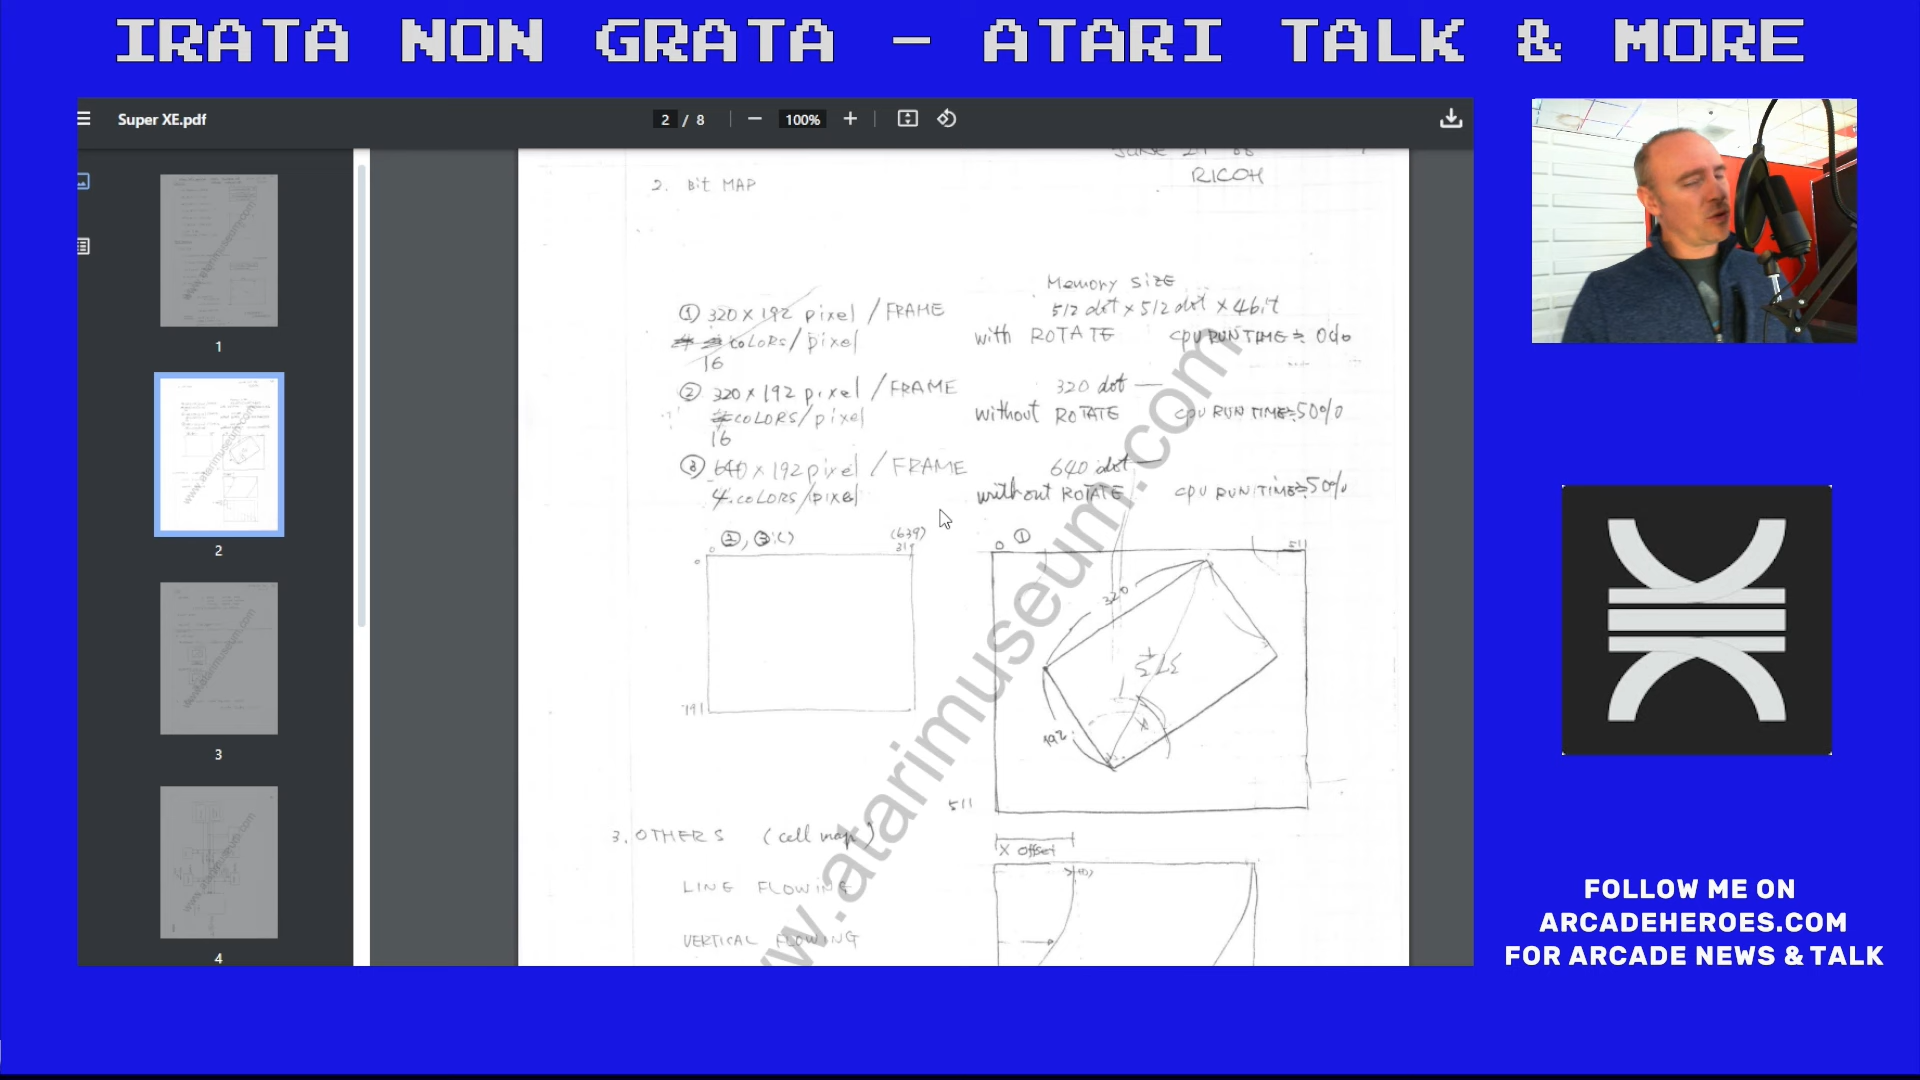 IRATA NON GRATA - ATARI TALK & MORE
Super XE.pdf
2 / 8
100%
1
2
3
4
RICOH
2. Bit MAP
Memory Size
① 320 x 192 pixel / FRAME
512 dot x 512 dot x 4bit
COLORS/pixel
with ROTATE
CPU RUN TIME ≒ 0%
16
② 320 x 192 pixel / FRAME
320 dot —
COLORS/pixel
without ROTATE
CPU RUN TIME ≒ 50%
16
③ 640 x 192 pixel / FRAME
640 dot —
4 COLORS/pixel
without ROTATE
CPU RUN TIME ≒ 50%
②, ③ ( )
(639)
319
0
0
191
0
①
511
320
192
511
3. OTHERS (cell map)
X Offset
LINE FLOWING
VERTICAL FLOWING
www.atarimuseum.com
FOLLOW ME ON
ARCADEHEROES.COM
FOR ARCADE NEWS & TALK